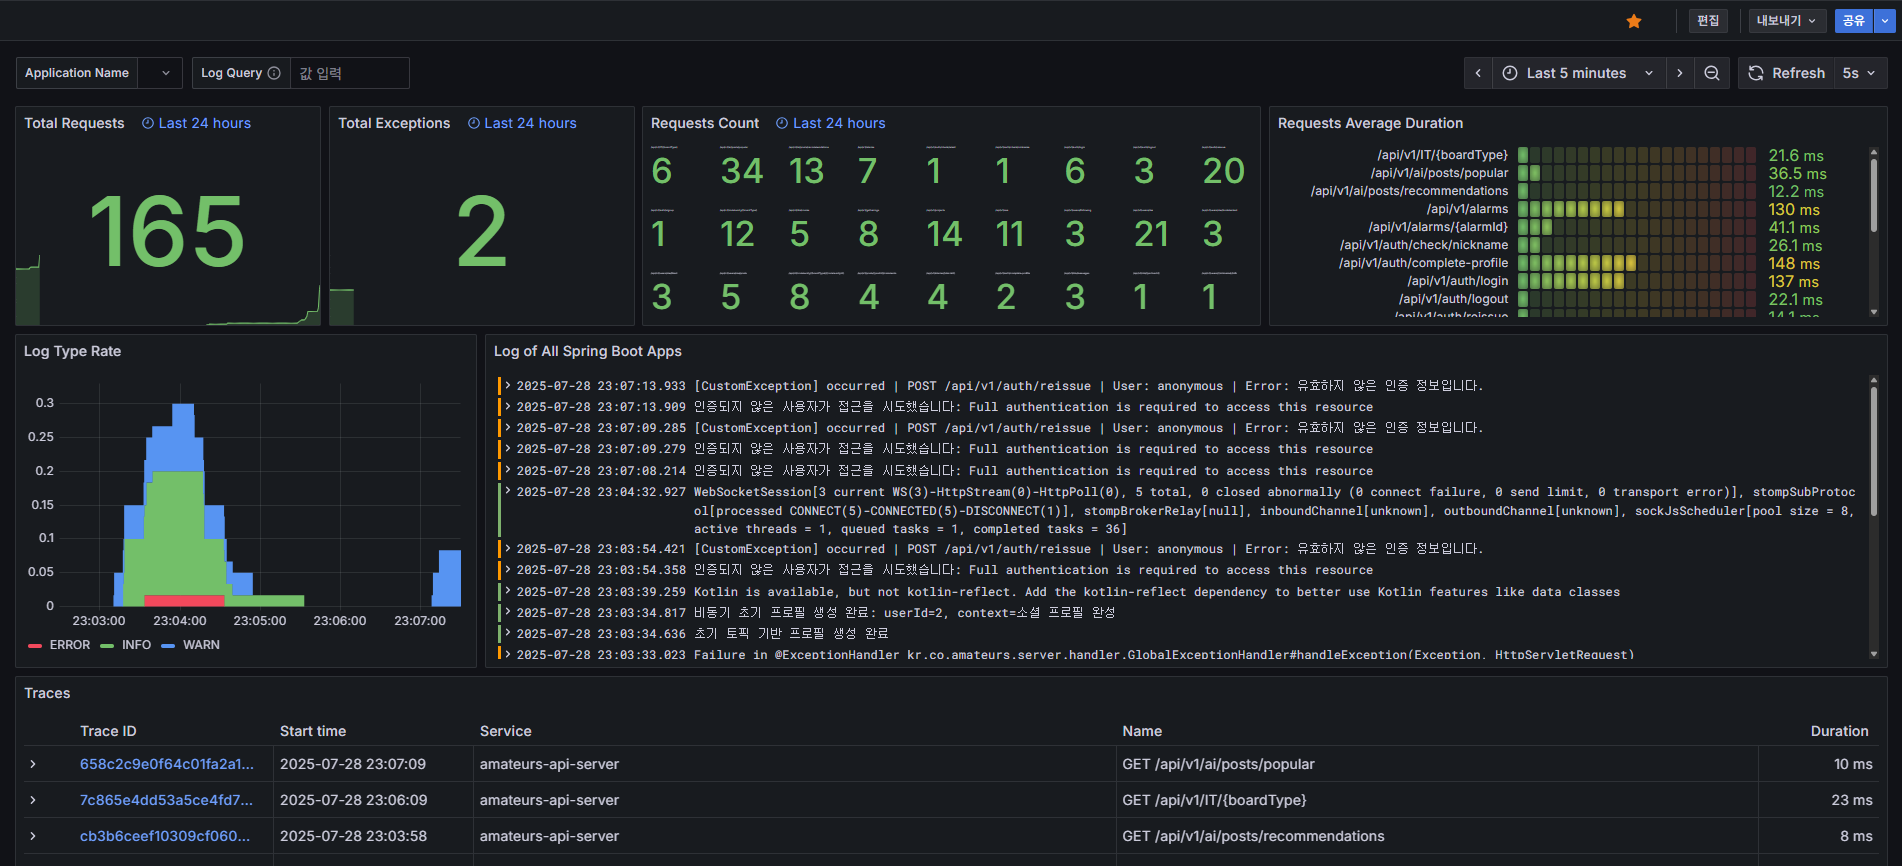 편집
내보내기
공유
Application Name
Log Query
값 입력
Last 5 minutes
Refresh
5s
Total Requests
Last 24 hours
165
Total Exceptions
Last 24 hours
2
Requests Count
Last 24 hours
6 34 13 7 1 1 6 3 20
1 12 5 8 14 11 3 21 3
3 5 8 4 4 2 3 1 1
Requests Average Duration
/api/v1/IT/{boardType} 21.6 ms
/api/v1/ai/posts/popular 36.5 ms
/api/v1/ai/posts/recommendations 12.2 ms
/api/v1/alarms 130 ms
/api/v1/alarms/{alarmId} 41.1 ms
/api/v1/auth/check/nickname 26.1 ms
/api/v1/auth/complete-profile 148 ms
/api/v1/auth/login 137 ms
/api/v1/auth/logout 22.1 ms
/api/v1/auth/reissue 14.1 ms
Log Type Rate
0.3
0.25
0.2
0.15
0.1
0.05
0
23:03:00 23:04:00 23:05:00 23:06:00 23:07:00
ERROR INFO WARN
Log of All Spring Boot Apps
2025-07-28 23:07:13.933 [CustomException] occurred | POST /api/v1/auth/reissue | User: anonymous | Error: 유효하지 않은 인증 정보입니다.
2025-07-28 23:07:13.909 인증되지 않은 사용자가 접근을 시도했습니다: Full authentication is required to access this resource
2025-07-28 23:07:09.285 [CustomException] occurred | POST /api/v1/auth/reissue | User: anonymous | Error: 유효하지 않은 인증 정보입니다.
2025-07-28 23:07:09.279 인증되지 않은 사용자가 접근을 시도했습니다: Full authentication is required to access this resource
2025-07-28 23:07:08.214 인증되지 않은 사용자가 접근을 시도했습니다: Full authentication is required to access this resource
2025-07-28 23:04:32.927 WebSocketSession[3 current WS(3)-HttpStream(0)-HttpPoll(0), 5 total, 0 closed abnormally (0 connect failure, 0 send limit, 0 transport error)], stompSubProtoc
ol[processed CONNECT(5)-CONNECTED(5)-DISCONNECT(1)], stompBrokerRelay[null], inboundChannel[unknown], outboundChannel[unknown], sockJsScheduler[pool size = 8,
active threads = 1, queued tasks = 1, completed tasks = 36]
2025-07-28 23:03:54.421 [CustomException] occurred | POST /api/v1/auth/reissue | User: anonymous | Error: 유효하지 않은 인증 정보입니다.
2025-07-28 23:03:54.358 인증되지 않은 사용자가 접근을 시도했습니다: Full authentication is required to access this resource
2025-07-28 23:03:39.259 Kotlin is available, but not kotlin-reflect. Add the kotlin-reflect dependency to better use Kotlin features like data classes
2025-07-28 23:03:34.817 비동기 초기 프로필 생성 완료: userId=2, context=소셜 프로필 완성
2025-07-28 23:03:34.636 초기 토픽 기반 프로필 생성 완료
2025-07-28 23:03:33.023 Failure in @ExceptionHandler kr.co.amateurs.server.handler.GlobalExceptionHandler#handleException(Exception, HttpServletRequest)
Traces
Trace ID Start time Service Name Duration
658c2c9e0f64c01fa2a1... 2025-07-28 23:07:09 amateurs-api-server GET /api/v1/ai/posts/popular 10 ms
7c865e4dd53a5ce4fd7... 2025-07-28 23:06:09 amateurs-api-server GET /api/v1/IT/{boardType} 23 ms
cb3b6ceef10309cf060... 2025-07-28 23:03:58 amateurs-api-server GET /api/v1/ai/posts/recommendations 8 ms